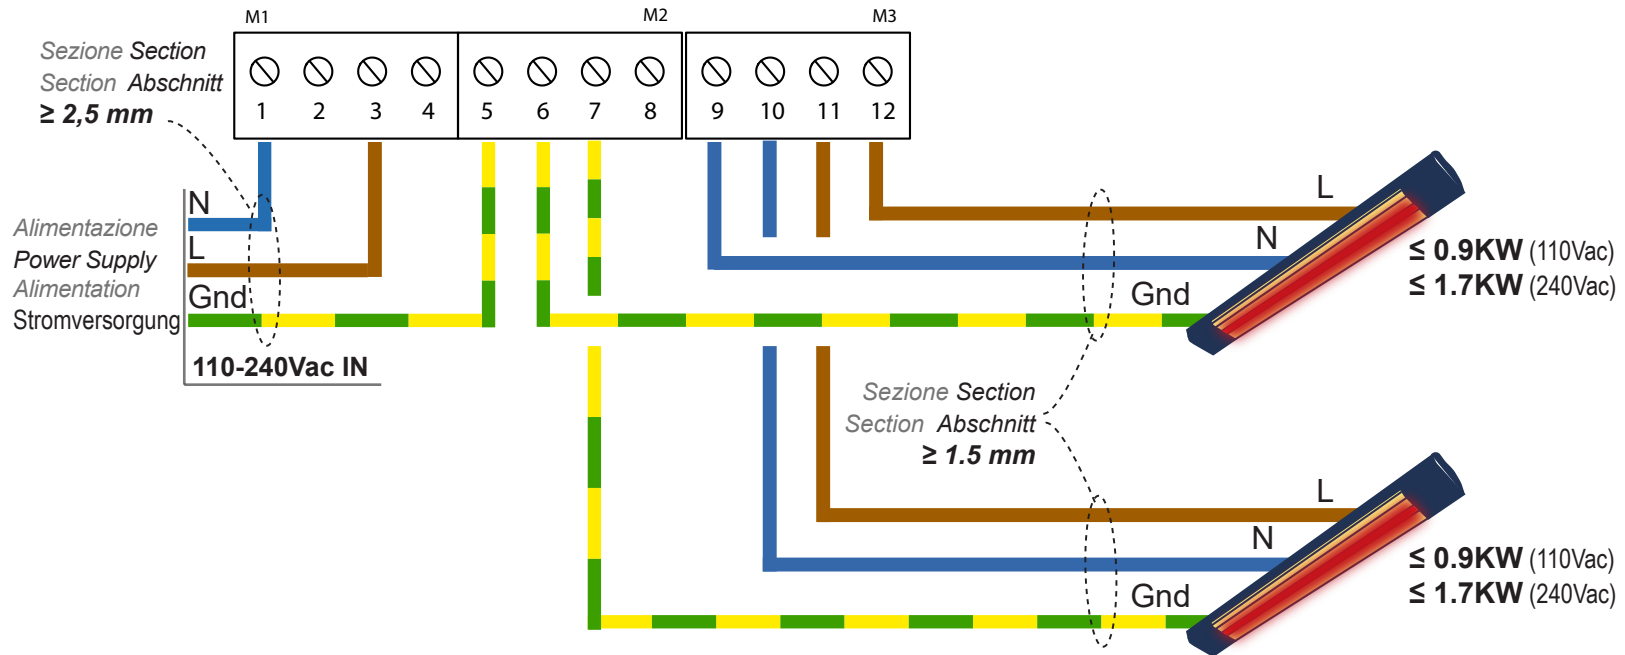 M1
M2
M3
Sezione Section
Section Abschnitt
≥ 2,5 mm
1 2 3 4 5 6 7 8 9 10 11 12
N
L
Gnd
Alimentazione
Power Supply
Alimentation
Stromversorgung
110-240Vac IN
L
N
Gnd
≤ 0.9KW (110Vac)
≤ 1.7KW (240Vac)
Sezione Section
Section Abschnitt
≥ 1.5 mm
L
N
Gnd
≤ 0.9KW (110Vac)
≤ 1.7KW (240Vac)